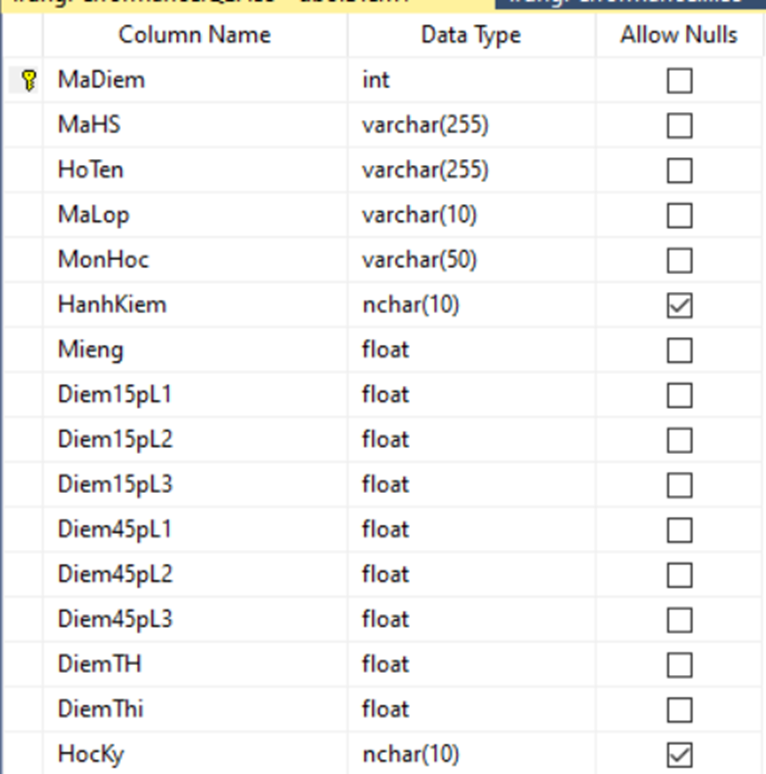 Column Name Data Type Allow Nulls
MaDiem int
MaHS varchar(255)
HoTen varchar(255)
MaLop varchar(10)
MonHoc varchar(50)
HanhKiem nchar(10)
Mieng float
Diem15pL1 float
Diem15pL2 float
Diem15pL3 float
Diem45pL1 float
Diem45pL2 float
Diem45pL3 float
DiemTH float
DiemThi float
HocKy nchar(10)